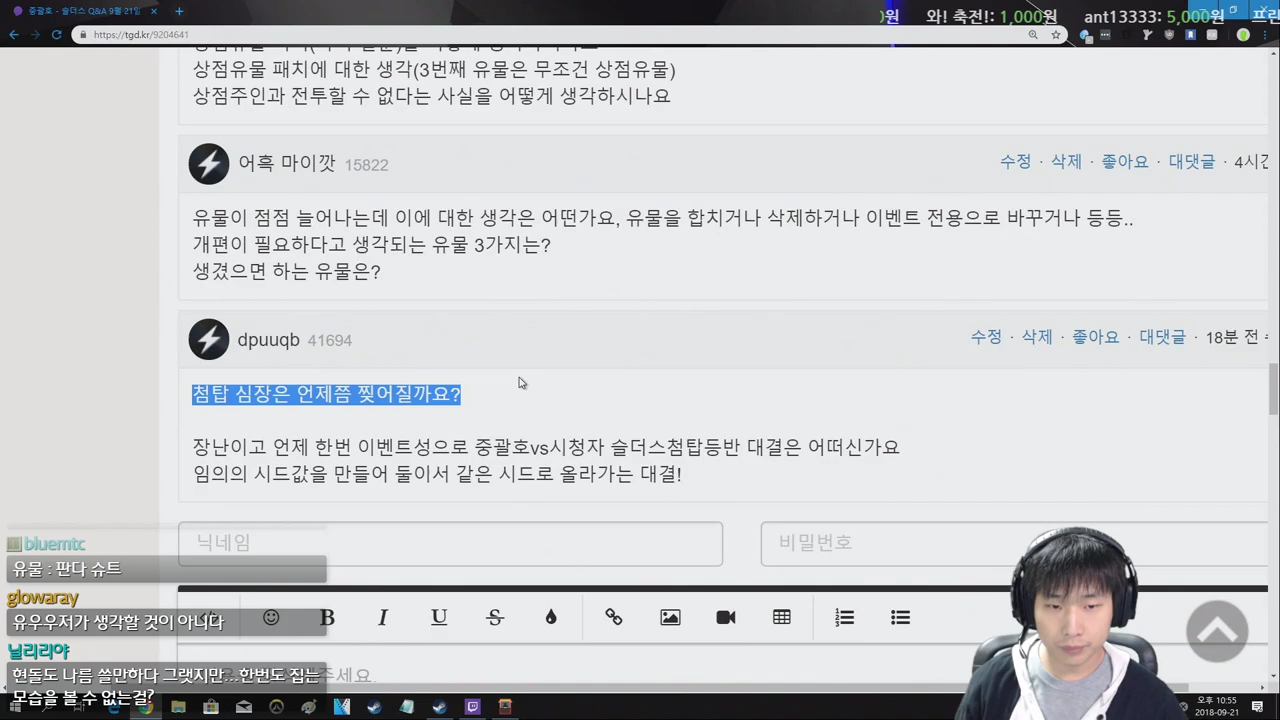 중괄호 - 슬더스 Q&A 9월 21일
원 와! 축전!: 1,000원 ant13333: 5,000원 프린
https://tgd.kr/9204641
상점유물 패치에 대한 생각(3번째 유물은 무조건 상점유물)
상점주인과 전투할 수 없다는 사실을 어떻게 생각하시나요
어흑 마이깟 15822
수정 · 삭제 · 좋아요 · 대댓글 · 4시간
유물이 점점 늘어나는데 이에 대한 생각은 어떤가요, 유물을 합치거나 삭제하거나 이벤트 전용으로 바꾸거나 등등..
개편이 필요하다고 생각되는 유물 3가지는?
생겼으면 하는 유물은?
dpuuqb 41694
수정 · 삭제 · 좋아요 · 대댓글 · 18분 전
첨탑 심장은 언제쯤 찢어질까요?
장난이고 언제 한번 이벤트성으로 중괄호vs시청자 슬더스첨탑등반 대결은 어떠신가요
임의의 시드값을 만들어 둘이서 같은 시드로 올라가는 대결!
닉네임
비밀번호
bluemtc
유물 : 판다 슈트
glowaray
유우우저가 생각할 것이 아니다
닐리리야
현돌도 나름 쓸만하다 그랫지만...한번도 집는
모습을 볼 수 없는걸?
주세요.
오후 10:55
2018-09-21